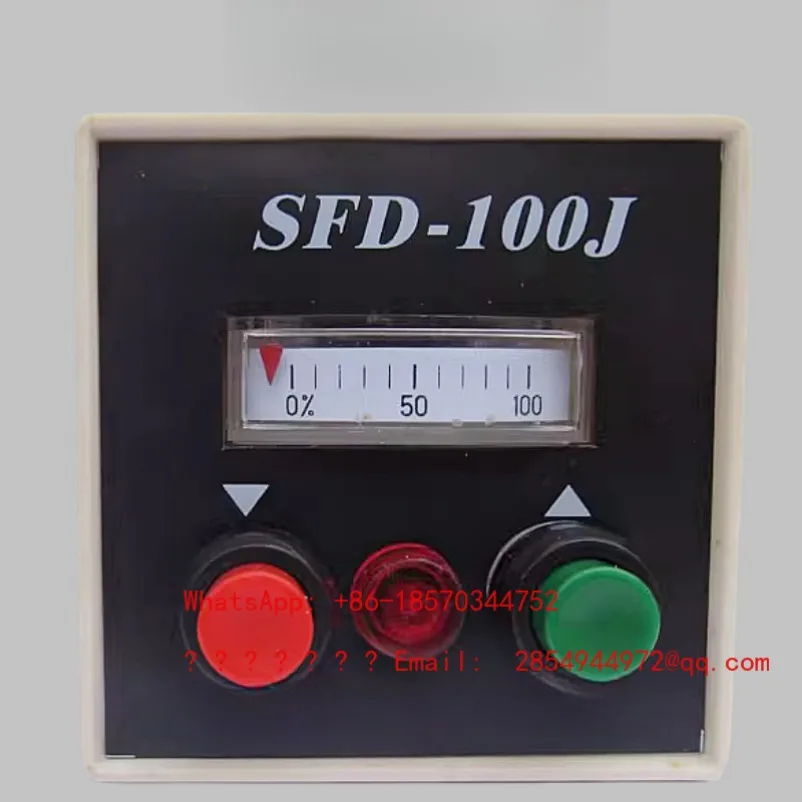 SFD-100J
0% 50 100
WhatsApp: +86-18570344752
? ? ? ? ? ? ? Email: 2854944972@qq.com